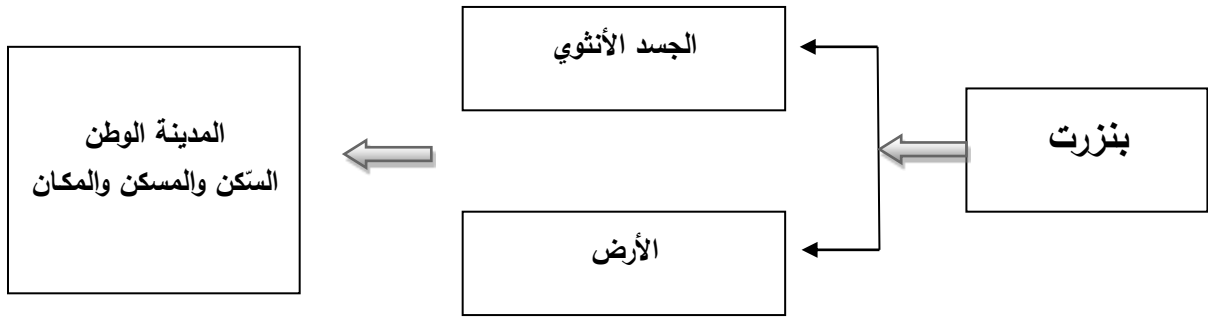 بنزرت
الجسد الأنثوي
الأرض
المدينة الوطن
السّكن والمسكن والمكان